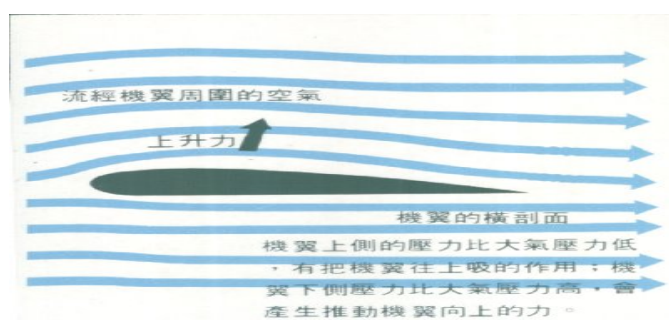 流經機翼周圍的空氣
上升力
機翼的橫剖面
機翼上側的壓力比大氣壓力低
，有把機翼往上吸的作用；機
翼下側壓力比大氣壓力高，會
產生推動機翼向上的力。